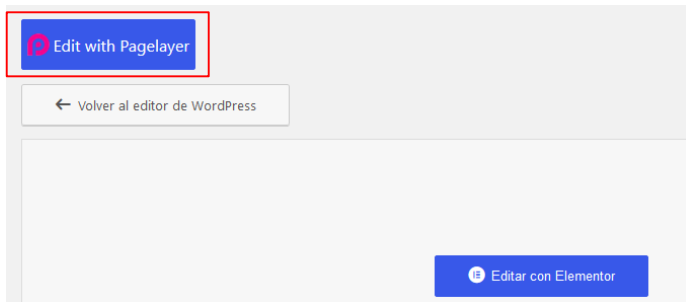 Edit with Pagelayer
← Volver al editor de WordPress
Editar con Elementor